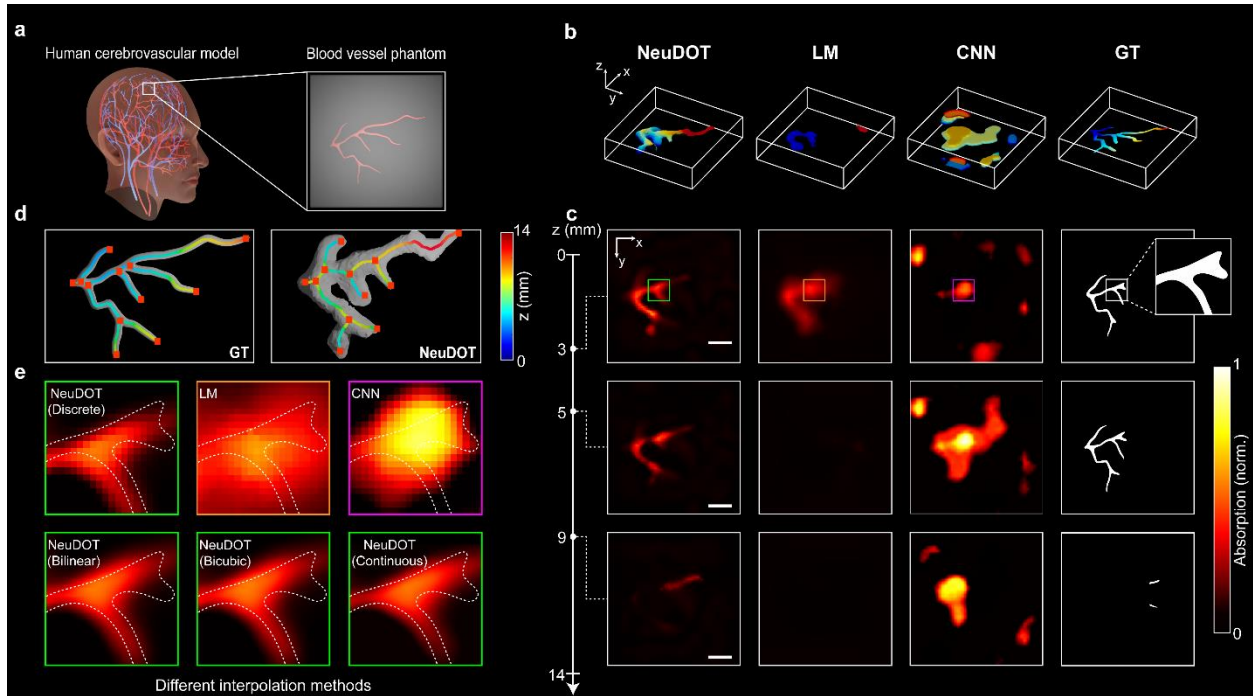 a
Human cerebrovascular model
Blood vessel phantom
b
NeuDOT
LM
CNN
GT
z
x
y
d
GT
NeuDOT
14
z (mm)
0
c
z (mm)
x
y
0
3
5
9
14
1
Absorption (norm.)
0
e
NeuDOT
(Discrete)
LM
CNN
NeuDOT
(Bilinear)
NeuDOT
(Bicubic)
NeuDOT
(Continuous)
Different interpolation methods